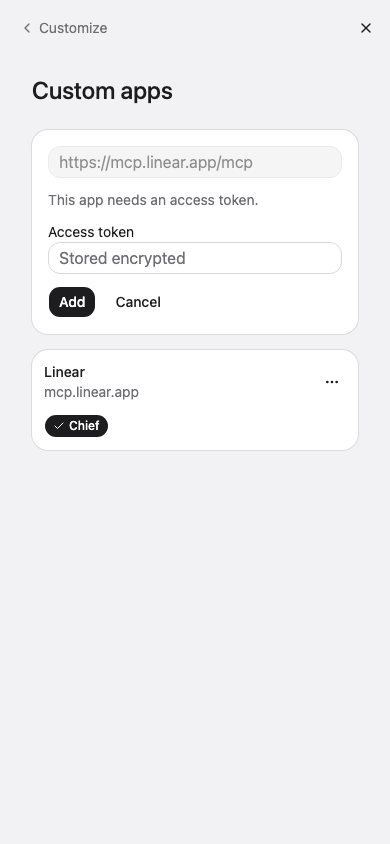 Customize
Custom apps
https://mcp.linear.app/mcp
This app needs an access token.
Access token
Stored encrypted
Add Cancel
Linear
mcp.linear.app
Chief